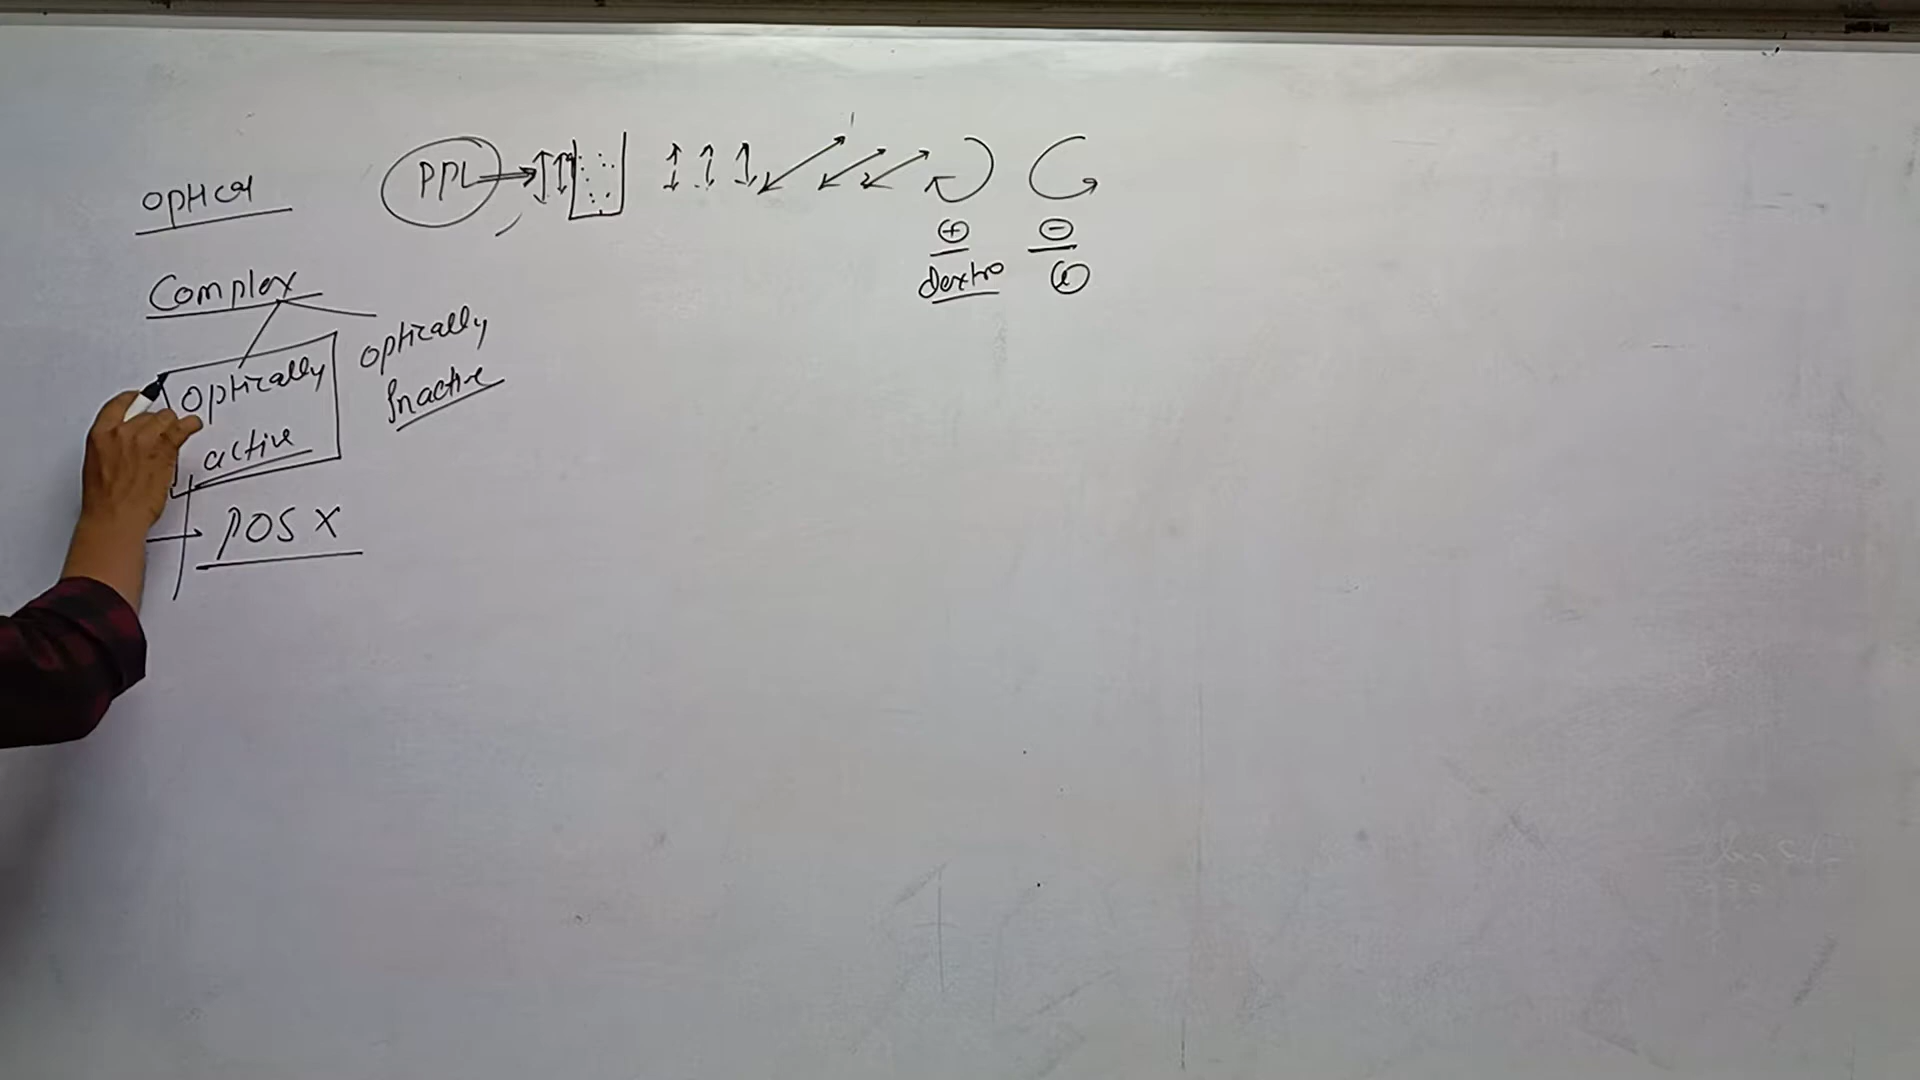 optical
PPL
⊕ ⊖
dextro ⓛ
Complex
optically
active
optically
Inactive
POS X